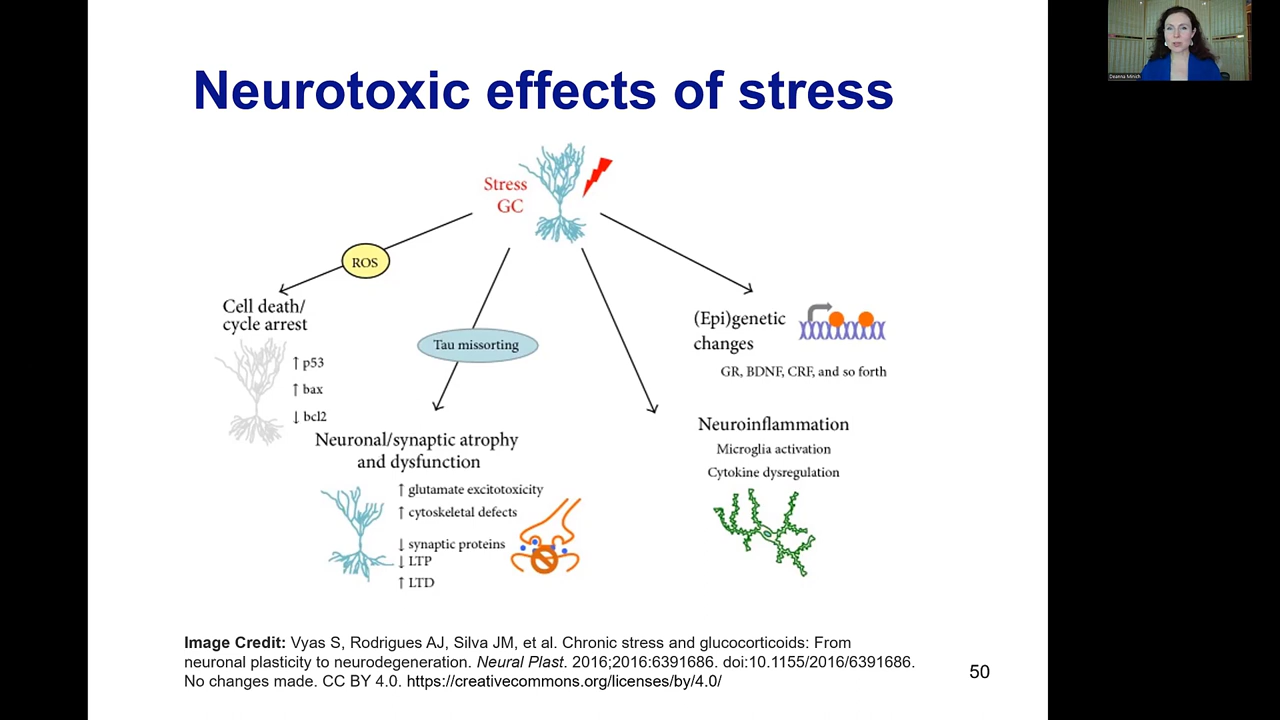 Neurotoxic effects of stress
Deanna Minich
Stress
GC
ROS
Cell death/
cycle arrest
↑ p53
↑ bax
↓ bcl2
Tau missorting
Neuronal/synaptic atrophy
and dysfunction
↑ glutamate excitotoxicity
↑ cytoskeletal defects
↓ synaptic proteins
↓ LTP
↑ LTD
(Epi)genetic
changes
GR, BDNF, CRF, and so forth
Neuroinflammation
Microglia activation
Cytokine dysregulation
Image Credit: Vyas S, Rodrigues AJ, Silva JM, et al. Chronic stress and glucocorticoids: From
neuronal plasticity to neurodegeneration. Neural Plast. 2016;2016:6391686. doi:10.1155/2016/6391686.
No changes made. CC BY 4.0. https://creativecommons.org/licenses/by/4.0/
50